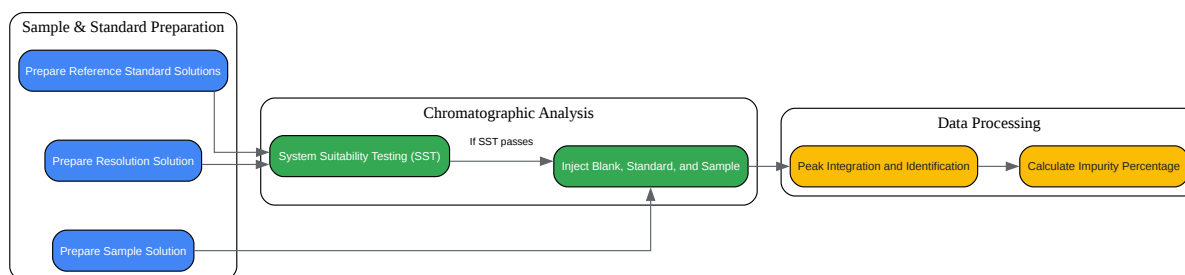 Sample & Standard Preparation
Prepare Reference Standard Solutions
Prepare Resolution Solution
Prepare Sample Solution
Chromatographic Analysis
System Suitability Testing (SST)
If SST passes
Inject Blank, Standard, and Sample
Data Processing
Peak Integration and Identification
Calculate Impurity Percentage